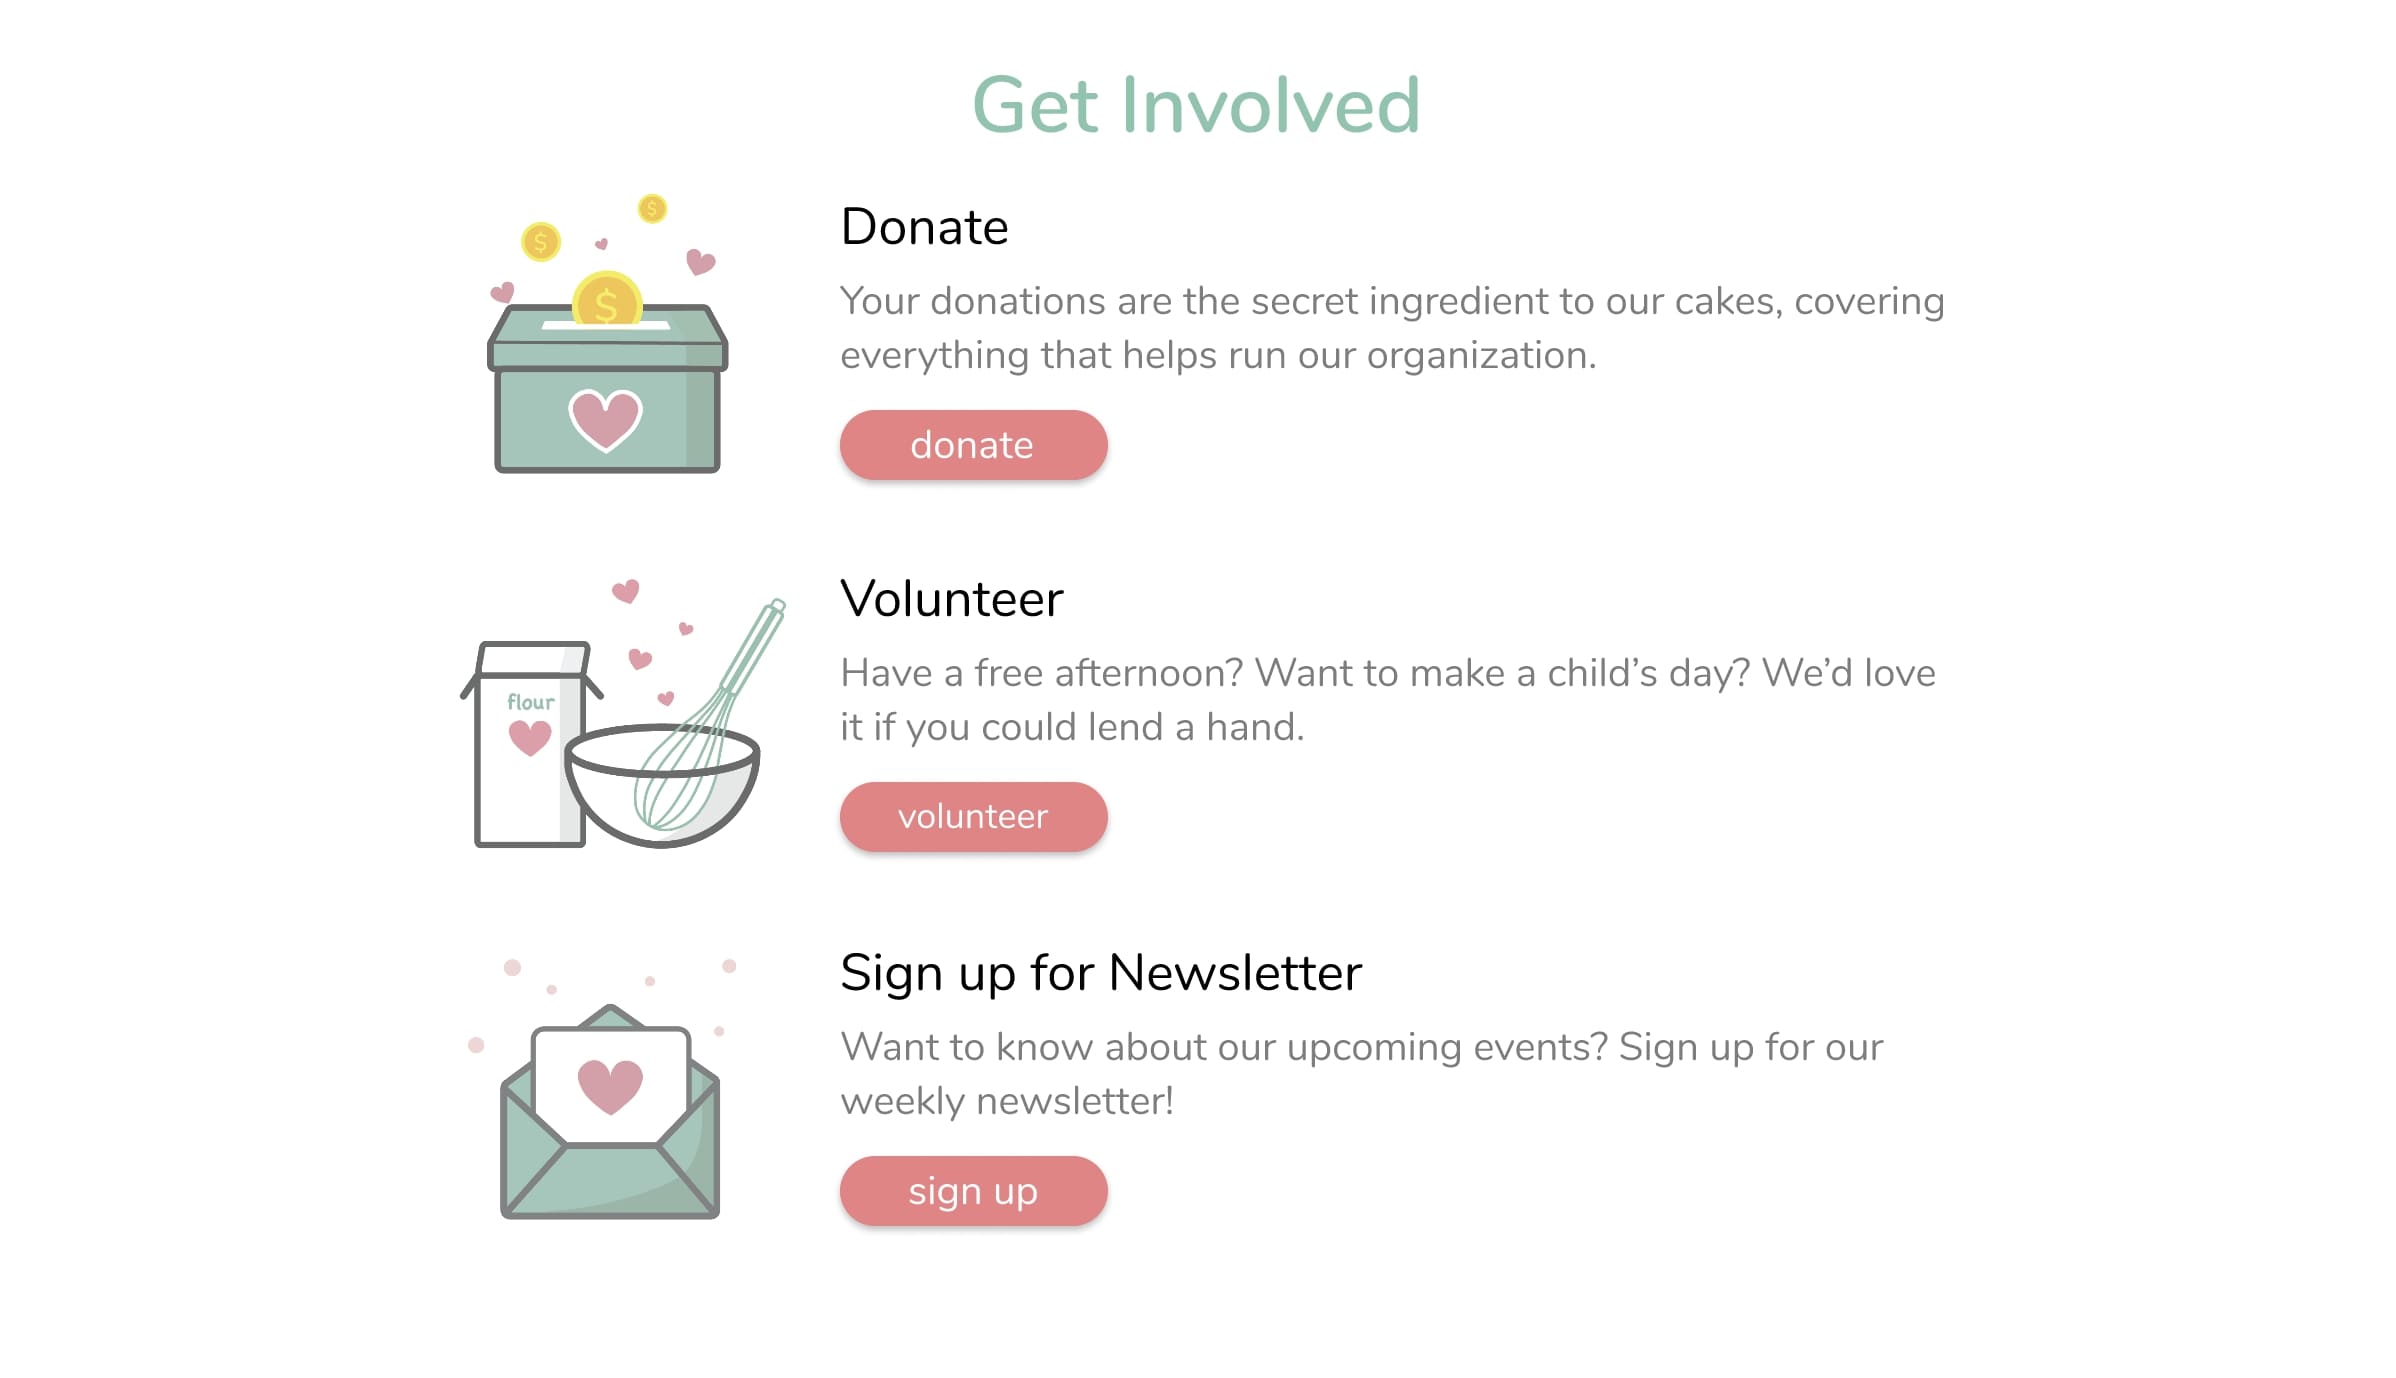 Get Involved
$
$
$
Donate
Your donations are the secret ingredient to our cakes, covering
everything that helps run our organization.
donate
flour
Volunteer
Have a free afternoon? Want to make a child’s day? We’d love
it if you could lend a hand.
volunteer
Sign up for Newsletter
Want to know about our upcoming events? Sign up for our
weekly newsletter!
sign up